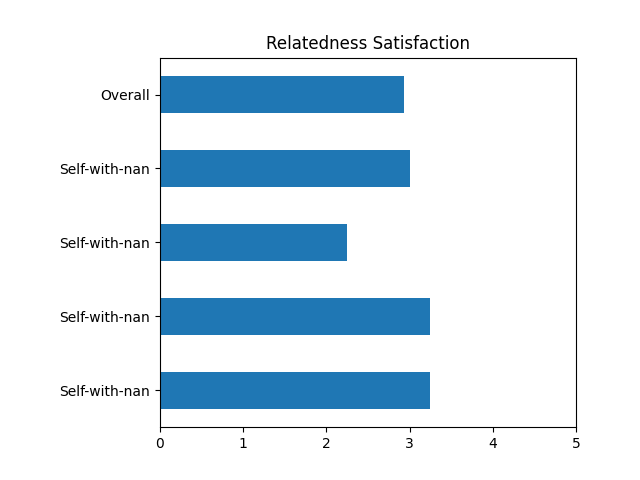 Relatedness Satisfaction
Overall
Self-with-nan
Self-with-nan
Self-with-nan
Self-with-nan
0 1 2 3 4 5